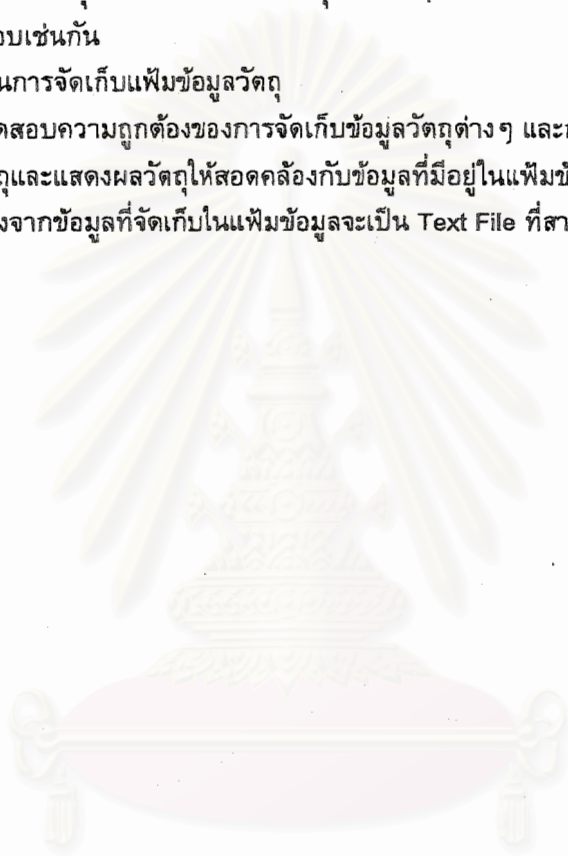 อบเช่นกัน
นการจัดเก็บแฟ้มข้อมูลวัตถุ
ดสอบความถูกต้องของการจัดเก็บข้อมูลวัตถุต่างๆ และ
ถุและแสดงผลวัตถุให้สอดคล้องกับข้อมูลที่มีอยู่ในแฟ้มข้
งจากข้อมูลที่จัดเก็บในแฟ้มข้อมูลจะเป็น Text File ที่สา